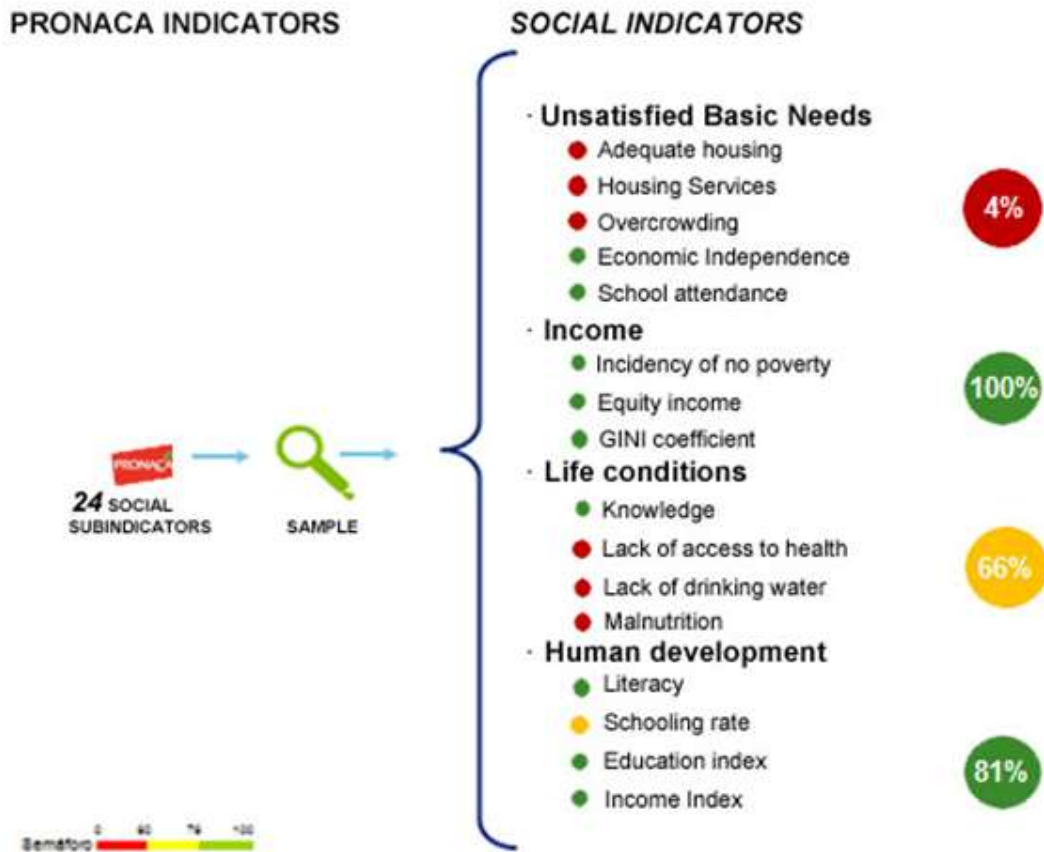 PRONACA INDICATORS
SOCIAL INDICATORS
· Unsatisfied Basic Needs
Adequate housing
Housing Services
Overcrowding
Economic Independence
School attendance
4%
· Income
Incidency of no poverty
Equity income
GINI coefficient
100%
· Life conditions
Knowledge
Lack of access to health
Lack of drinking water
Malnutrition
66%
· Human development
Literacy
Schooling rate
Education index
Income Index
81%
PRONACA
24 SOCIAL
SUBINDICATORS
SAMPLE
0
100
Semáforo